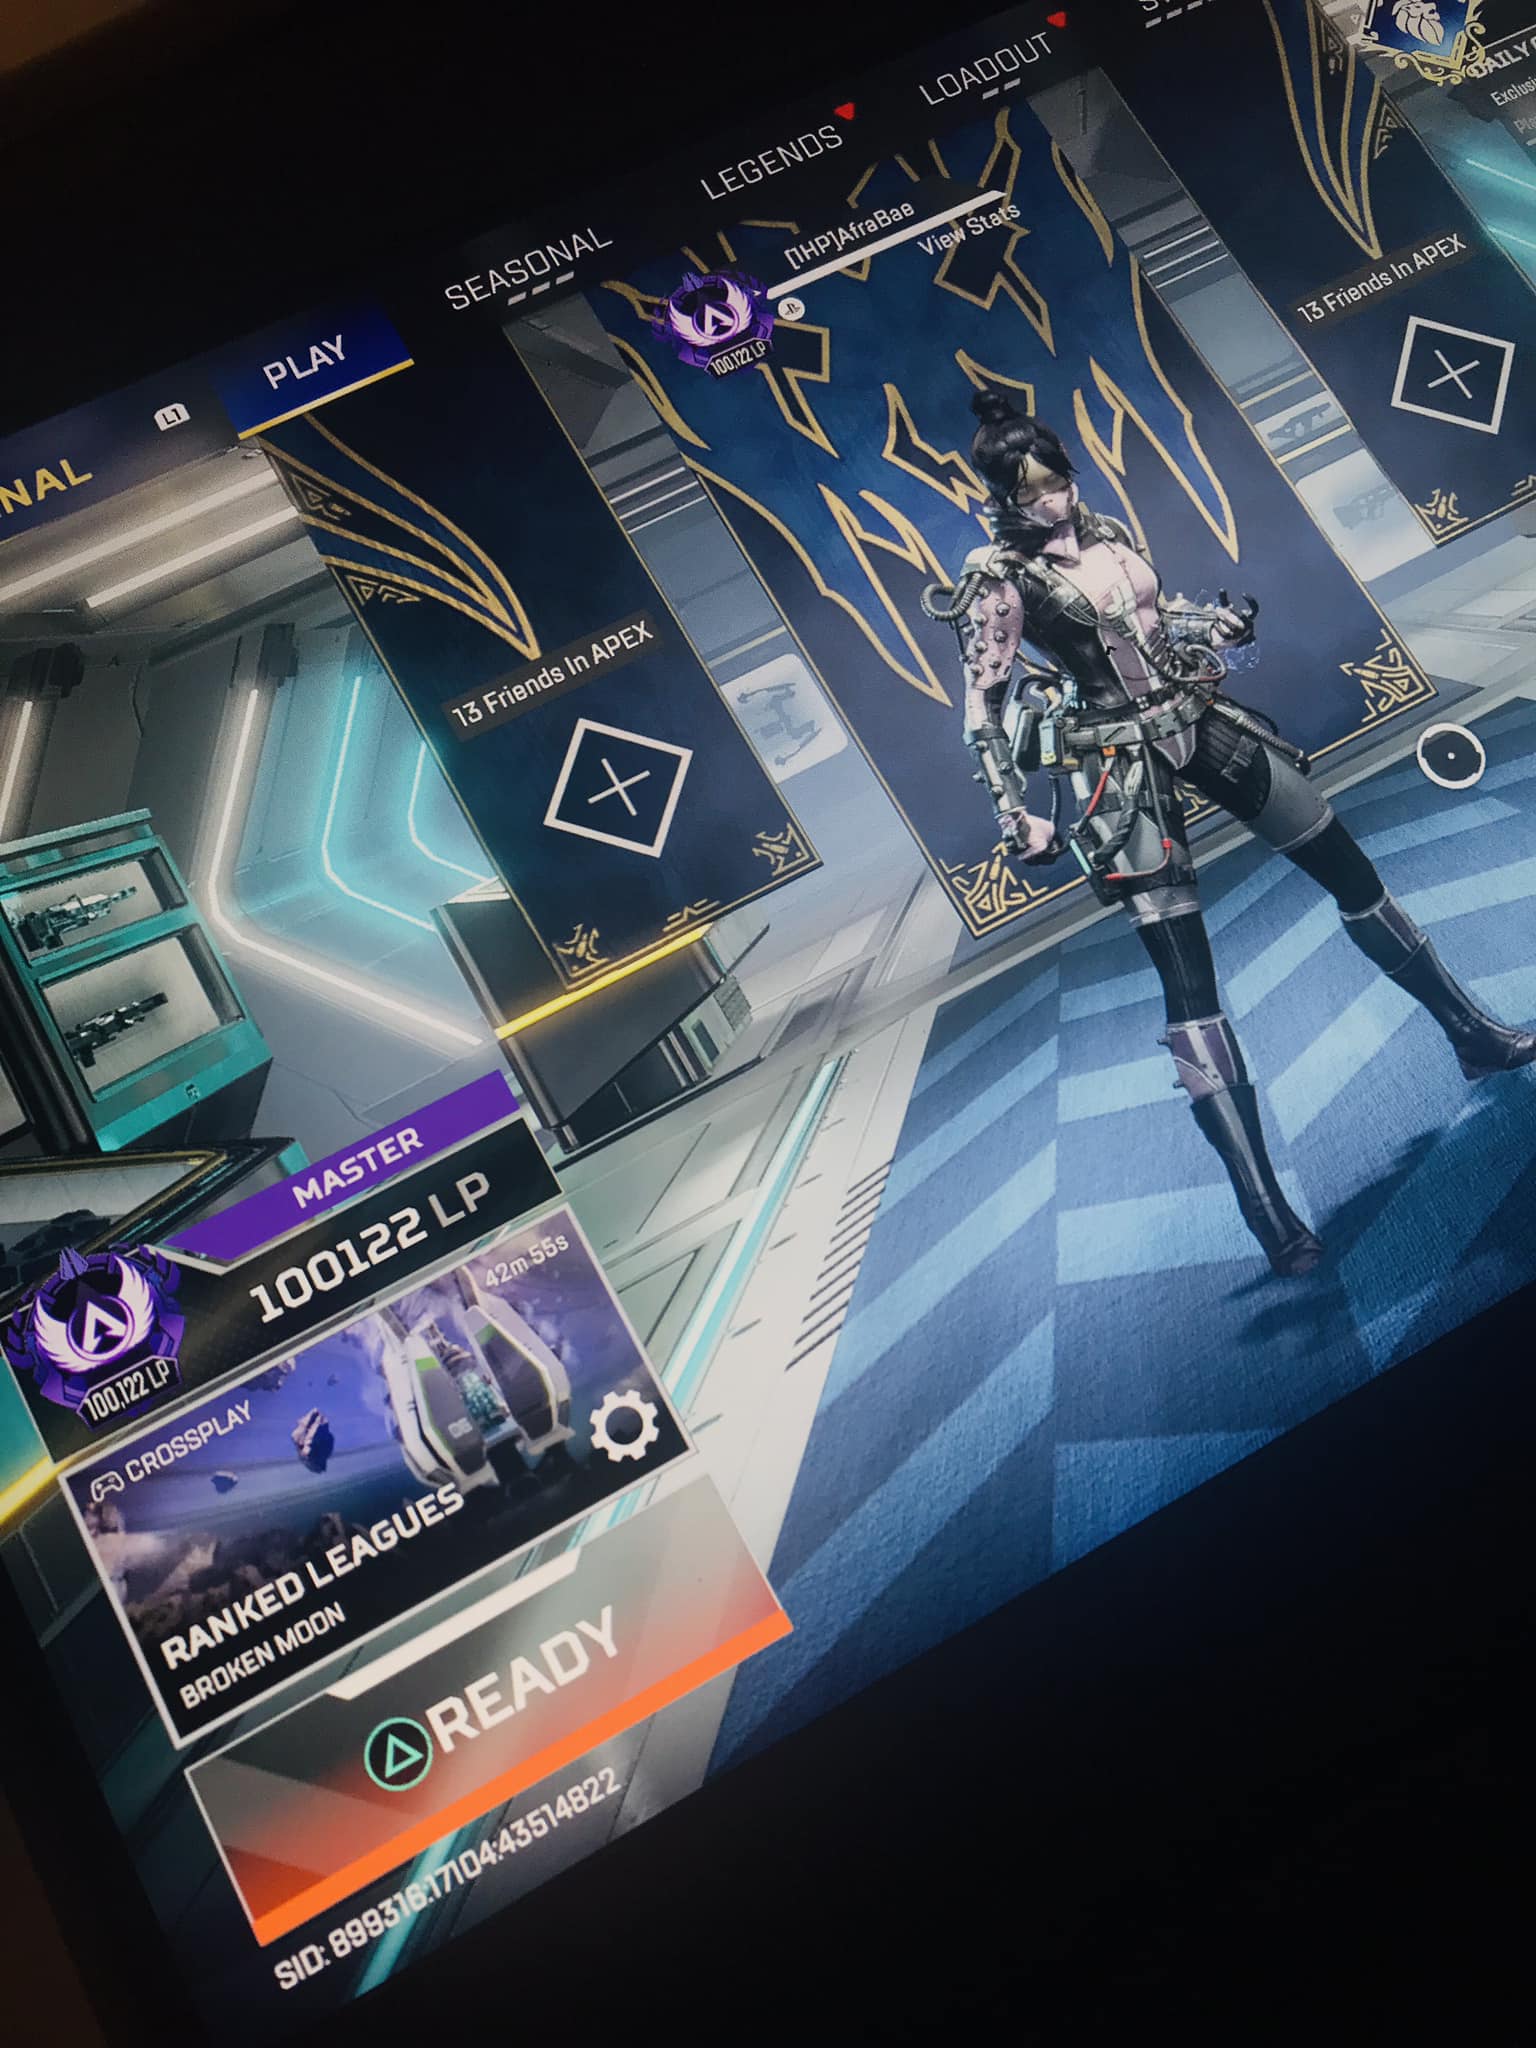 NAL
L1
PLAY
SEASONAL
LEGENDS
LOADOUT
DAILY
[1HP]AfraBae
View Stats
100,122 LP
13 Friends In APEX
13 Friends In APEX
MASTER
100122 LP
100,122 LP
42m 55s
CROSSPLAY
RANKED LEAGUES
BROKEN MOON
READY
SID: 899316:17104:43514822